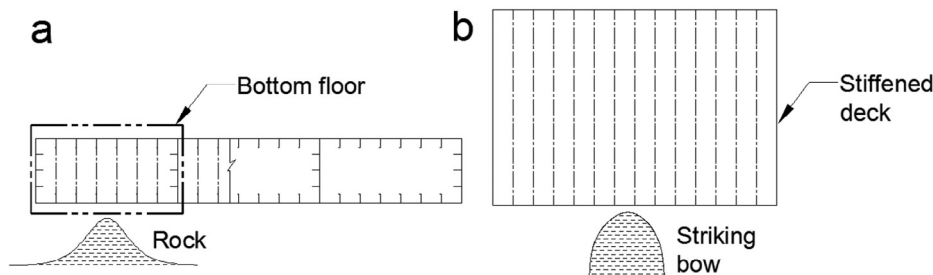 a
Bottom floor
Rock
b
Stiffened
deck
Striking
bow